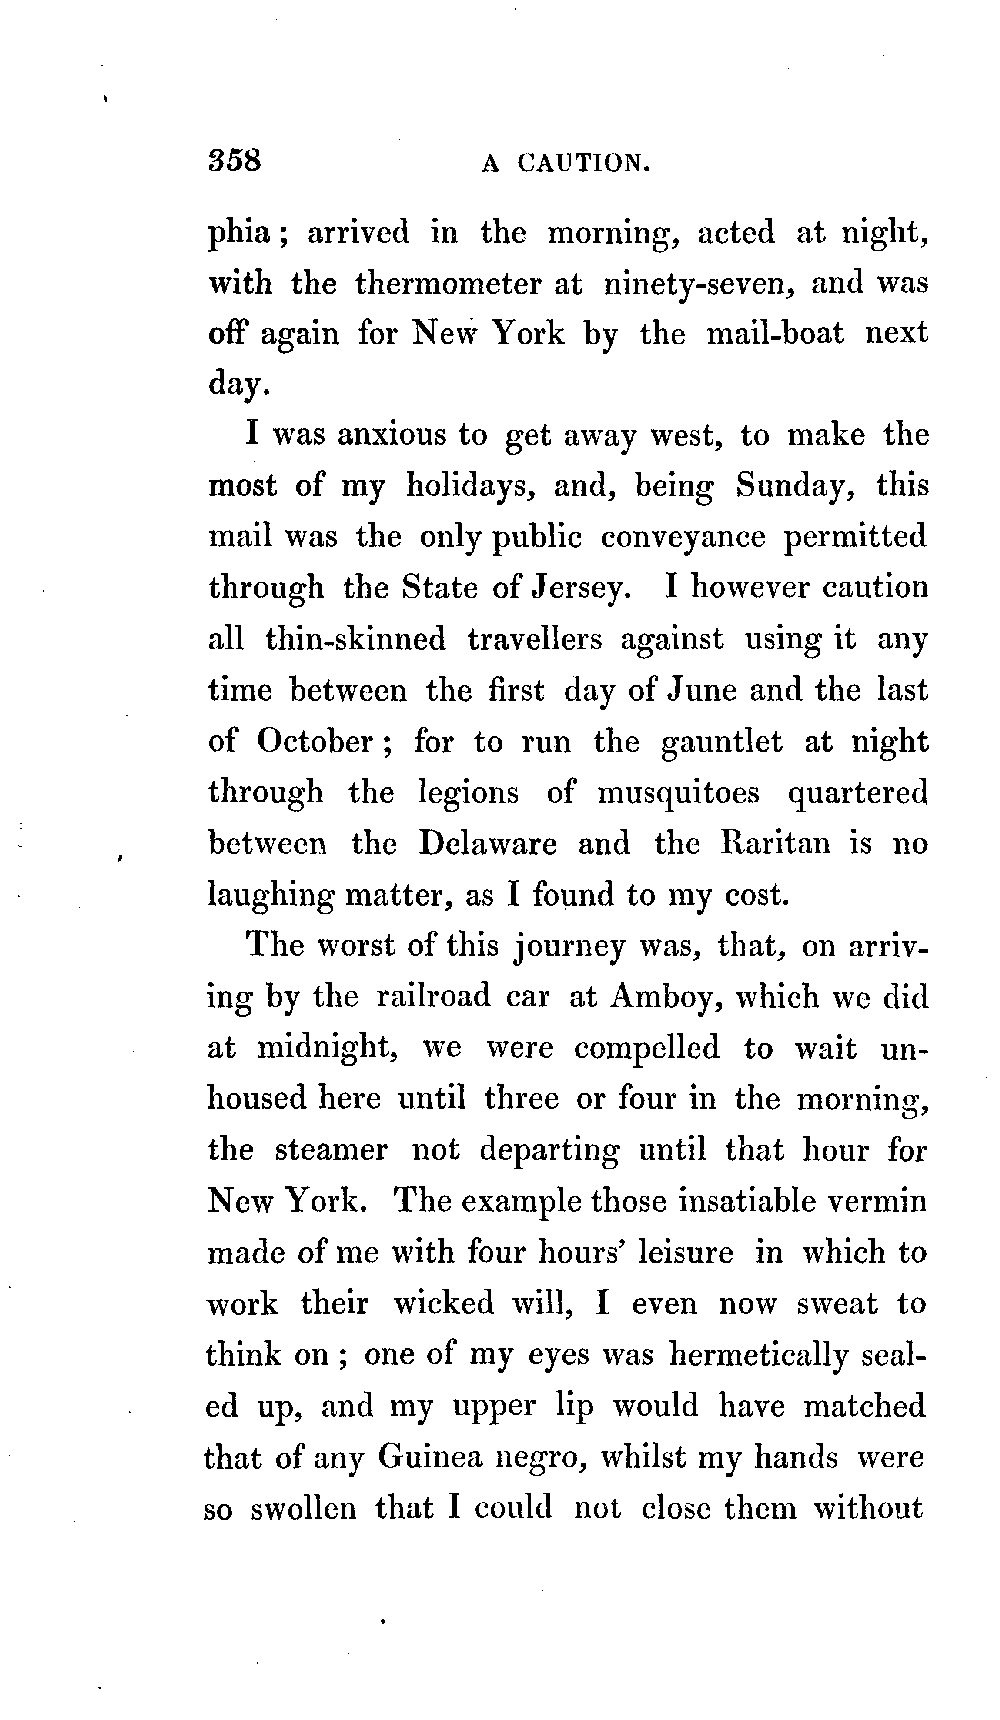 358 A CAUTION.
phia ; arrived in the morning, acted at night,
with the thermometer at ninety-seven, and was
off again for New York by the mail-boat next
day.
I was anxious to get away west, to make the
most of my holidays, and, being Sunday, this
mail was the only public conveyance permitted
through the State of Jersey. I however caution
all thin-skinned travellers against using it any
time between the first day of June and the last
of October ; for to run the gauntlet at night
through the legions of musquitoes quartered
between the Delaware and the Raritan is no
laughing matter, as I found to my cost.
The worst of this journey was, that, on arriv-
ing by the railroad car at Amboy, which we did
at midnight, we were compelled to wait un-
housed here until three or four in the morning,
the steamer not departing until that hour for
New York. The example those insatiable vermin
made of me with four hours’ leisure in which to
work their wicked will, I even now sweat to
think on ; one of my eyes was hermetically seal-
ed up, and my upper lip would have matched
that of any Guinea negro, whilst my hands were
so swollen that I could not close them without